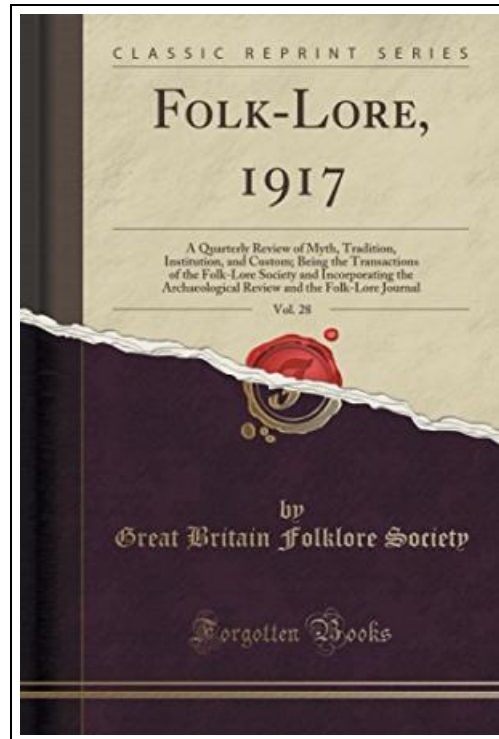 CLASSIC REPRINT SERIES
FOLK-LORE,
1917
A Quarterly Review of Myth, Tradition,
Institution, and Custom; Being the Transactions
of the Folk-Lore Society and Incorporating the
Archaeological Review and the Folk-Lore Journal
Vol. 28
by
Great Britain Folklore Society
Forgotten Books